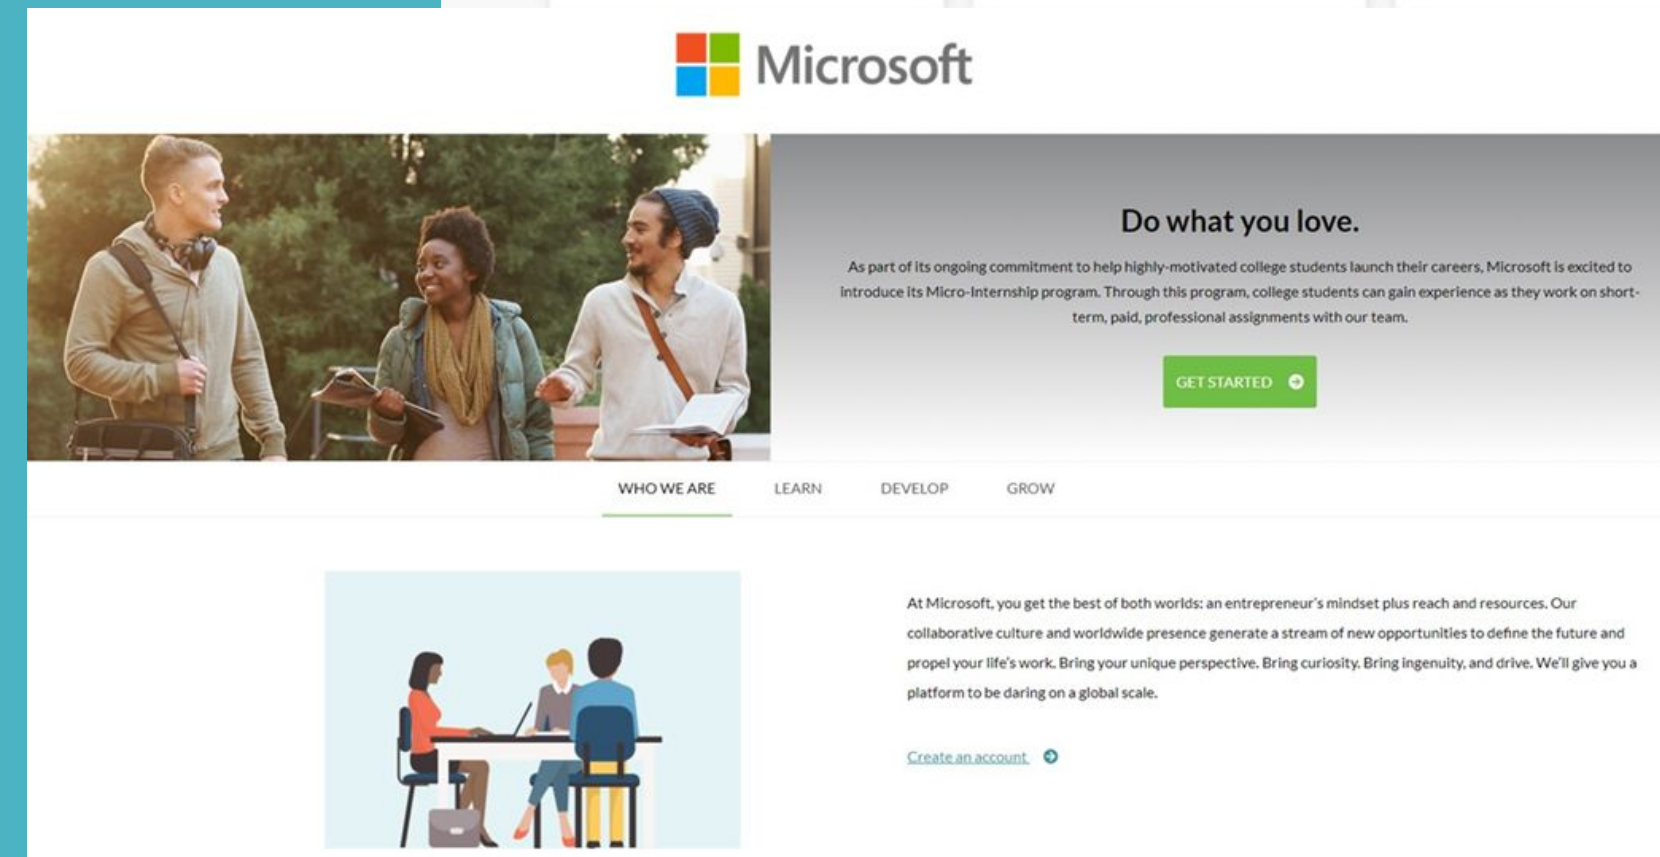 Microsoft
Do what you love.
As part of its ongoing commitment to help highly-motivated college students launch their careers, Microsoft is excited to
introduce its Micro-Internship program. Through this program, college students can gain experience as they work on short-
term, paid, professional assignments with our team.
GET STARTED
WHO WE ARE LEARN DEVELOP GROW
At Microsoft, you get the best of both worlds: an entrepreneur's mindset plus reach and resources. Our
collaborative culture and worldwide presence generate a stream of new opportunities to define the future and
propel your life's work. Bring your unique perspective. Bring curiosity. Bring ingenuity, and drive. We'll give you a
platform to be daring on a global scale.
Create an account